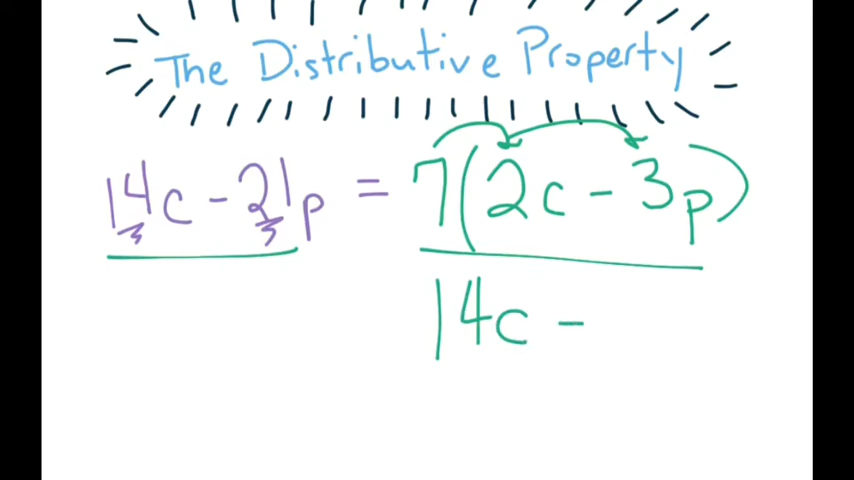 The Distributive Property
14c - 21p = 7(2c - 3p)
14c -